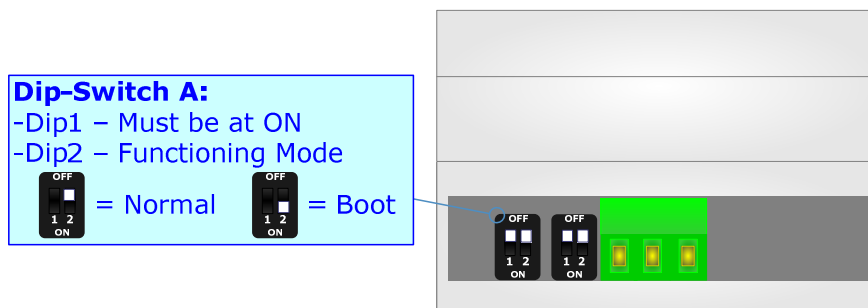 Dip-Switch A:
-Dip1 – Must be at ON
-Dip2 – Functioning Mode
OFF
1 2
ON
= Normal
OFF
1 2
ON
= Boot
OFF
1 2
ON
OFF
1 2
ON